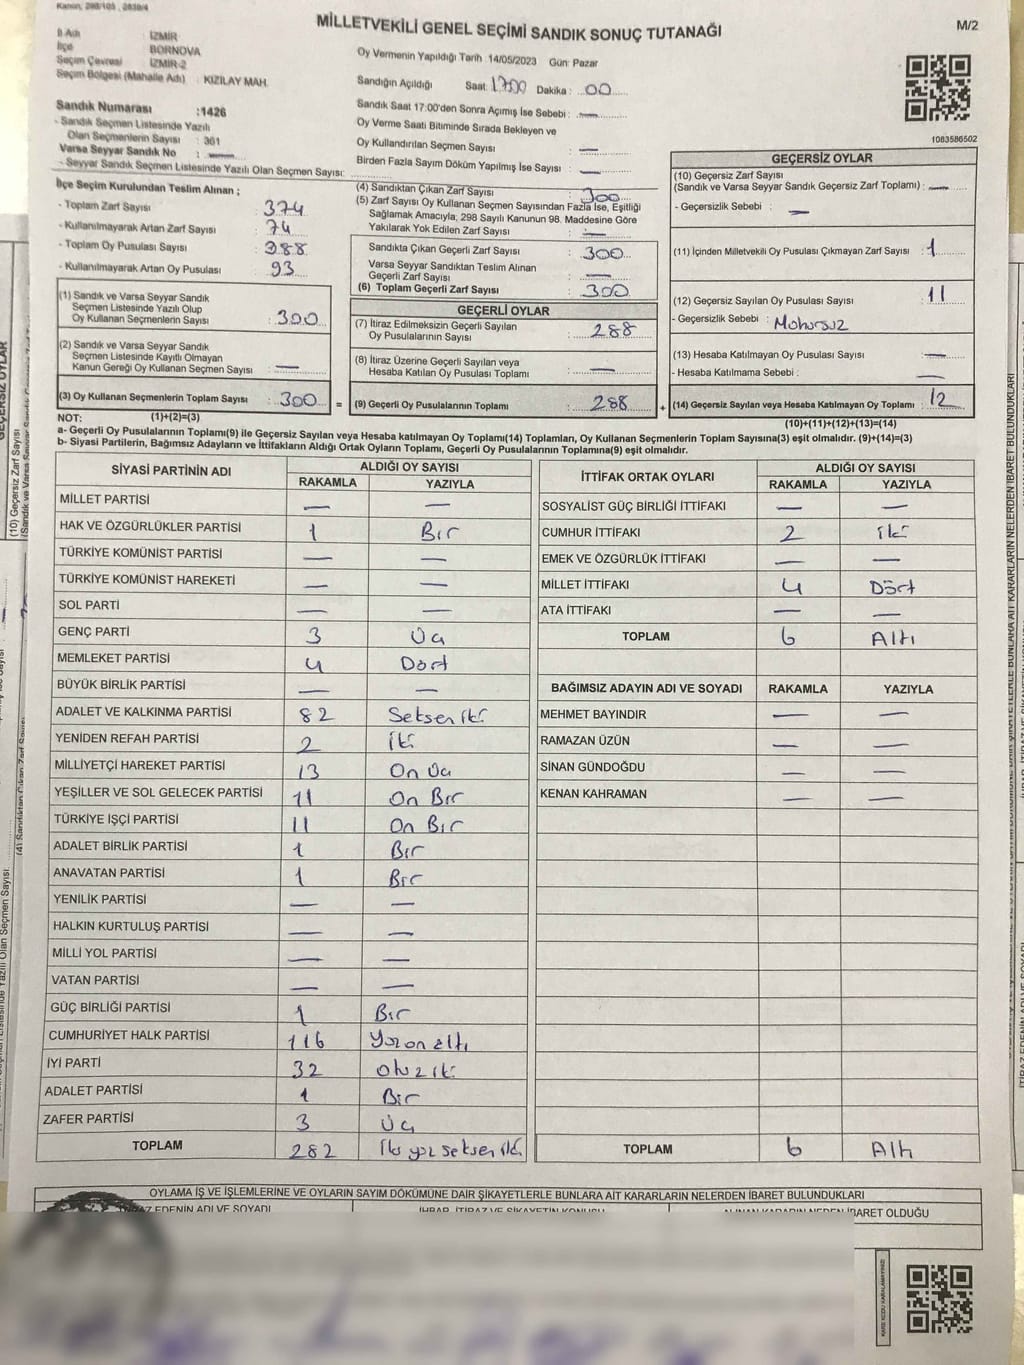 Kanun, 298/105 , 2839/4
MİLLETVEKİLİ GENEL SEÇİMİ SANDIK SONUÇ TUTANAĞI
M/2
İl Adı : İZMİR
İlçe : BORNOVA
Seçim Çevresi : İZMİR-2
Seçim Bölgesi (Mahalle Adı) : KIZILAY MAH.
Oy Vermenin Yapıldığı Tarih :14/05/2023 Gün: Pazar
Sandığın Açıldığı Saat: 1700 Dakika : 00
Sandık Saat 17:00'den Sonra Açımış İse Sebebi : —
Oy Verme Saati Bitiminde Sırada Bekleyen ve
Oy Kullandırılan Seçmen Sayısı : —
Birden Fazla Sayım Döküm Yapılmış İse Sayısı : —
Sandık Numarası :1426
- Sandık Seçmen Listesinde Yazılı
Olan Seçmenlerin Sayısı : 361
Varsa Seyyar Sandık No : —
- Seyyar Sandık Seçmen Listesinde Yazılı Olan Seçmen Sayısı:
1083586502
İlçe Seçim Kurulundan Teslim Alınan ;
- Toplam Zarf Sayısı : 374
- Kullanılmayarak Artan Zarf Sayısı : 74
- Toplam Oy Pusulası Sayısı : 388
- Kullanılmayarak Artan Oy Pusulası : 93
(1) Sandık ve Varsa Seyyar Sandık
Seçmen Listesinde Yazılı Olup
Oy Kullanan Seçmenlerin Sayısı : 300
(2) Sandık ve Varsa Seyyar Sandık
Seçmen Listesinde Kayıtlı Olmayan
Kanun Gereği Oy Kullanan Seçmen Sayısı : —
(3) Oy Kullanan Seçmenlerin Toplam Sayısı : 300 =
(4) Sandıktan Çıkan Zarf Sayısı : 300
(5) Zarf Sayısı Oy Kullanan Seçmen Sayısından Fazla İse, Eşitliği
Sağlamak Amacıyla; 298 Sayılı Kanunun 98. Maddesine Göre
Yakılarak Yok Edilen Zarf Sayısı : —
Sandıkta Çıkan Geçerli Zarf Sayısı : 300
Varsa Seyyar Sandıktan Teslim Alınan
Geçerli Zarf Sayısı : —
(6) Toplam Geçerli Zarf Sayısı : 300
GEÇERLİ OYLAR
(7) İtiraz Edilmeksizin Geçerli Sayılan
Oy Pusulalarının Sayısı : 288
(8) İtiraz Üzerine Geçerli Sayılan veya
Hesaba Katılan Oy Pusulası Toplamı : —
(9) Geçerli Oy Pusulalarının Toplamı : 288 +
GEÇERSİZ OYLAR
(10) Geçersiz Zarf Sayısı
(Sandık ve Varsa Seyyar Sandık Geçersiz Zarf Toplamı) : —
- Geçersizlik Sebebi : —
(11) İçinden Milletvekili Oy Pusulası Çıkmayan Zarf Sayısı : 1
(12) Geçersiz Sayılan Oy Pusulası Sayısı : 11
- Geçersizlik Sebebi : Mühürsüz
(13) Hesaba Katılmayan Oy Pusulası Sayısı : —
- Hesaba Katılmama Sebebi : —
(14) Geçersiz Sayılan veya Hesaba Katılmayan Oy Toplamı : 12
NOT: (1)+(2)=(3)
(10)+(11)+(12)+(13)=(14)
a- Geçerli Oy Pusulalarının Toplamı(9) ile Geçersiz Sayılan veya Hesaba katılmayan Oy Toplamı(14) Toplamları, Oy Kullanan Seçmenlerin Toplam Sayısına(3) eşit olmalıdır. (9)+(14)=(3)
b- Siyasi Partilerin, Bağımsız Adayların ve İttifakların Aldığı Ortak Oyların Toplamı, Geçerli Oy Pusulalarının Toplamına(9) eşit olmalıdır.
SİYASİ PARTİNİN ADI ALDIĞI OY SAYISI
RAKAMLA YAZIYLA
MİLLET PARTİSİ — —
HAK VE ÖZGÜRLÜKLER PARTİSİ 1 Bir
TÜRKİYE KOMÜNİST PARTİSİ — —
TÜRKİYE KOMÜNİST HAREKETİ — —
SOL PARTİ — —
GENÇ PARTİ 3 Üç
MEMLEKET PARTİSİ 4 Dört
BÜYÜK BİRLİK PARTİSİ — —
ADALET VE KALKINMA PARTİSİ 82 Seksen iki
YENİDEN REFAH PARTİSİ 2 İki
MİLLİYETÇİ HAREKET PARTİSİ 13 On Üç
YEŞİLLER VE SOL GELECEK PARTİSİ 11 On Bir
TÜRKİYE İŞÇİ PARTİSİ 11 On Bir
ADALET BİRLİK PARTİSİ 1 Bir
ANAVATAN PARTİSİ 1 Bir
YENİLİK PARTİSİ — —
HALKIN KURTULUŞ PARTİSİ — —
MİLLİ YOL PARTİSİ — —
VATAN PARTİSİ — —
GÜÇ BİRLİĞİ PARTİSİ 1 Bir
CUMHURİYET HALK PARTİSİ 116 Yüz on altı
İYİ PARTİ 32 Otuz iki
ADALET PARTİSİ 1 Bir
ZAFER PARTİSİ 3 Üç
TOPLAM 282 İki yüz seksen iki
İTTİFAK ORTAK OYLARI ALDIĞI OY SAYISI
RAKAMLA YAZIYLA
SOSYALİST GÜÇ BİRLİĞİ İTTİFAKI — —
CUMHUR İTTİFAKI 2 iki
EMEK VE ÖZGÜRLÜK İTTİFAKI — —
MİLLET İTTİFAKI 4 Dört
ATA İTTİFAKI — —
TOPLAM 6 Altı
BAĞIMSIZ ADAYIN ADI VE SOYADI RAKAMLA YAZIYLA
MEHMET BAYINDIR — —
RAMAZAN ÜZÜN — —
SİNAN GÜNDOĞDU — —
KENAN KAHRAMAN — —
TOPLAM 6 Altı
OYLAMA İŞ VE İŞLEMLERİNE VE OYLARIN SAYIM DÖKÜMÜNE DAİR ŞİKAYETLERLE BUNLARA AİT KARARLARIN NELERDEN İBARET BULUNDUKLARI
EDENİN ADI VE SOYADI
İBARET OLDUĞU